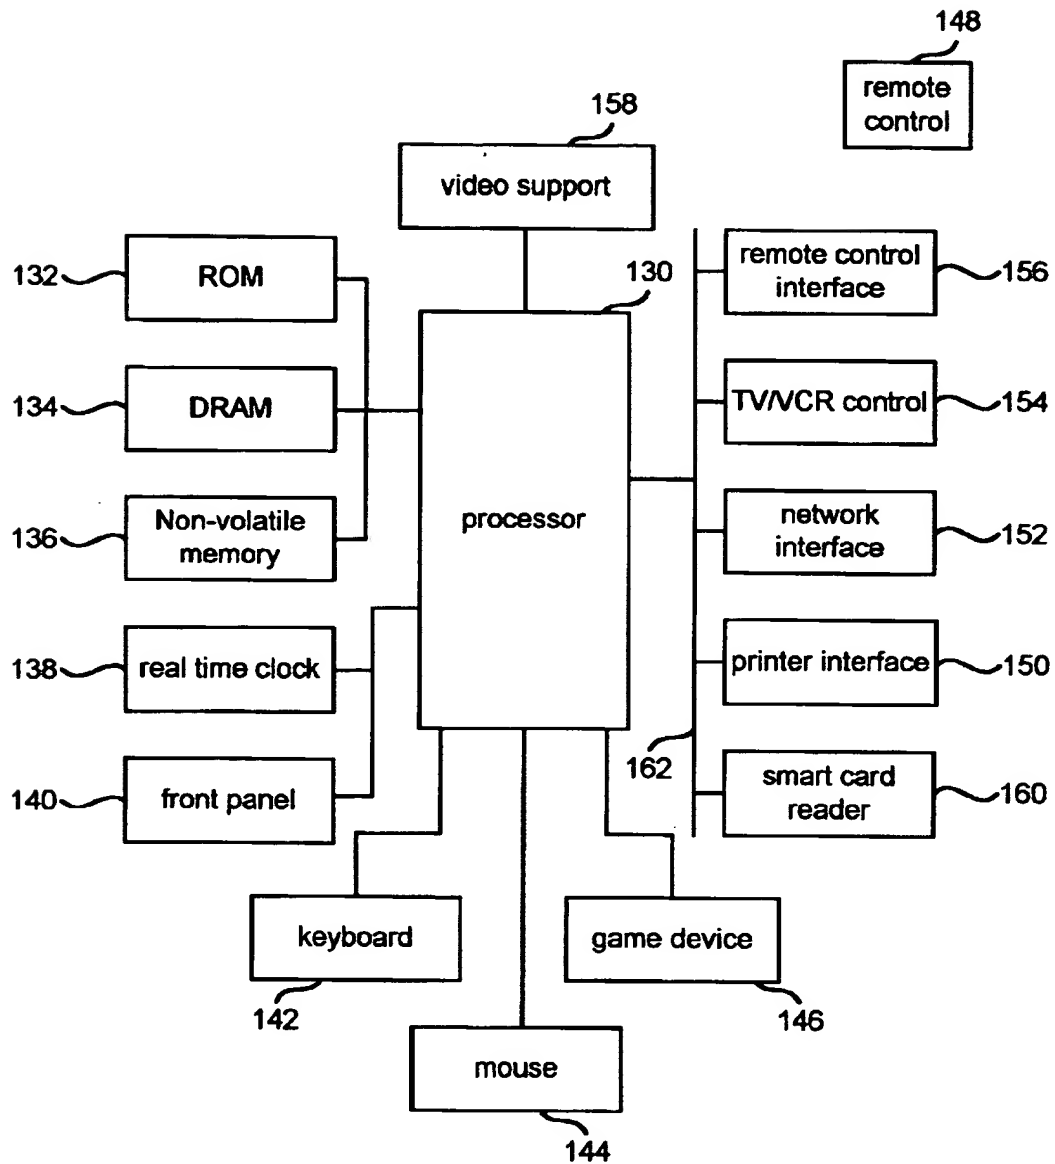 148
remote
control
158
video support
132
ROM
130
remote control
interface
156
134
DRAM
TV/VCR control
154
136
Non-volatile
memory
processor
network
interface
152
138
real time clock
printer interface
150
162
140
front panel
smart card
reader
160
keyboard
game device
142
146
mouse
144